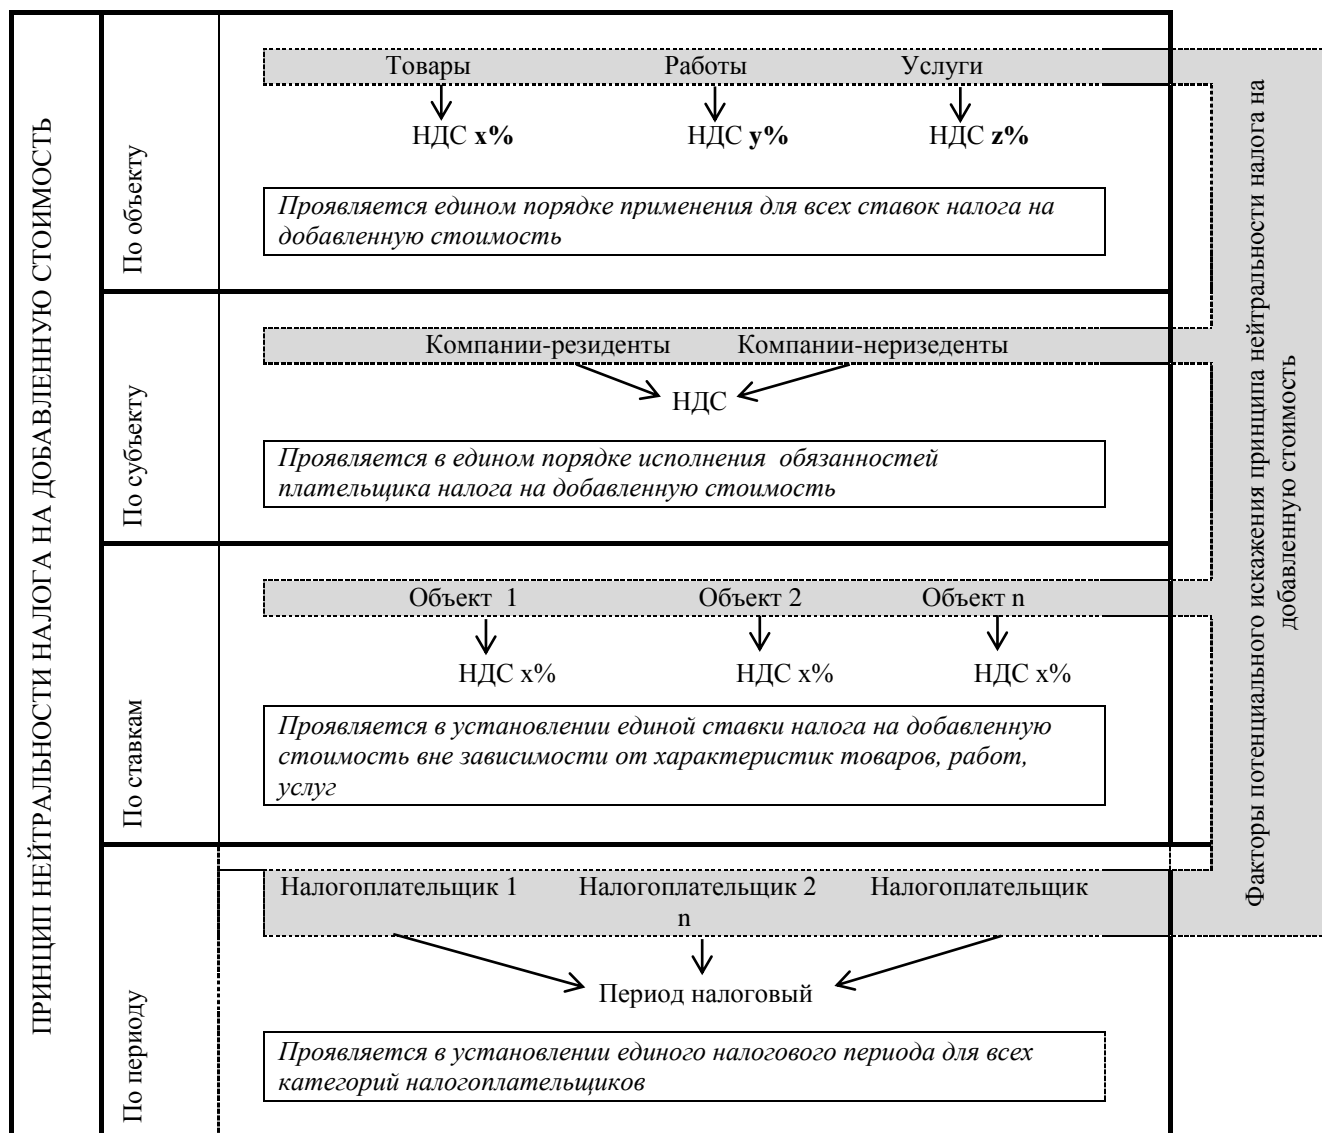 ПРИНЦИП НЕЙТРАЛЬНОСТИ НАЛОГА НА ДОБАВЛЕННУЮ СТОИМОСТЬ
По объекту
Товары Работы Услуги
НДС x% НДС y% НДС z%
Проявляется едином порядке применения для всех ставок налога на
добавленную стоимость
По субъекту
Компании-резиденты Компании-неризеденты
НДС
Проявляется в едином порядке исполнения обязанностей
плательщика налога на добавленную стоимость
По ставкам
Объект 1 Объект 2 Объект n
НДС x% НДС x% НДС x%
Проявляется в установлении единой ставки налога на добавленную
стоимость вне зависимости от характеристик товаров, работ,
услуг
По периоду
Налогоплательщик 1 Налогоплательщик 2 Налогоплательщик
n
Период налоговый
Проявляется в установлении единого налогового периода для всех
категорий налогоплательщиков
Факторы потенциального искажения принципа нейтральности налога на
добавленную стоимость